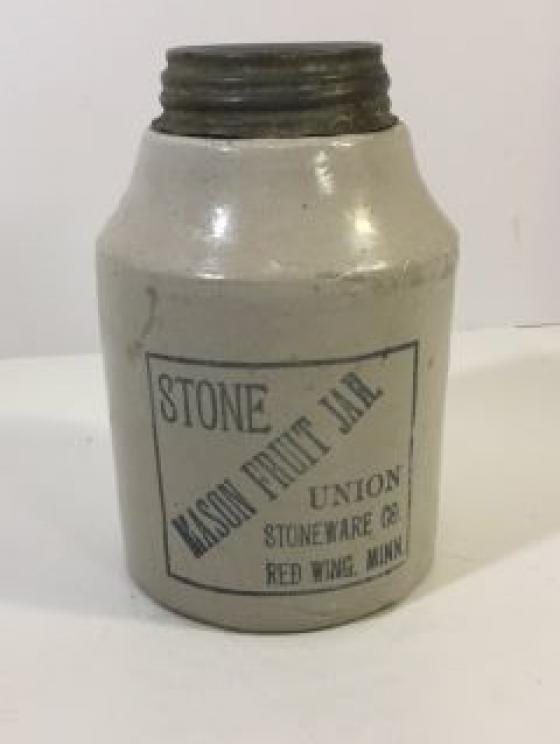 STONE
MASON FRUIT JAR
UNION
STONEWARE CO.
RED WING, MINN.